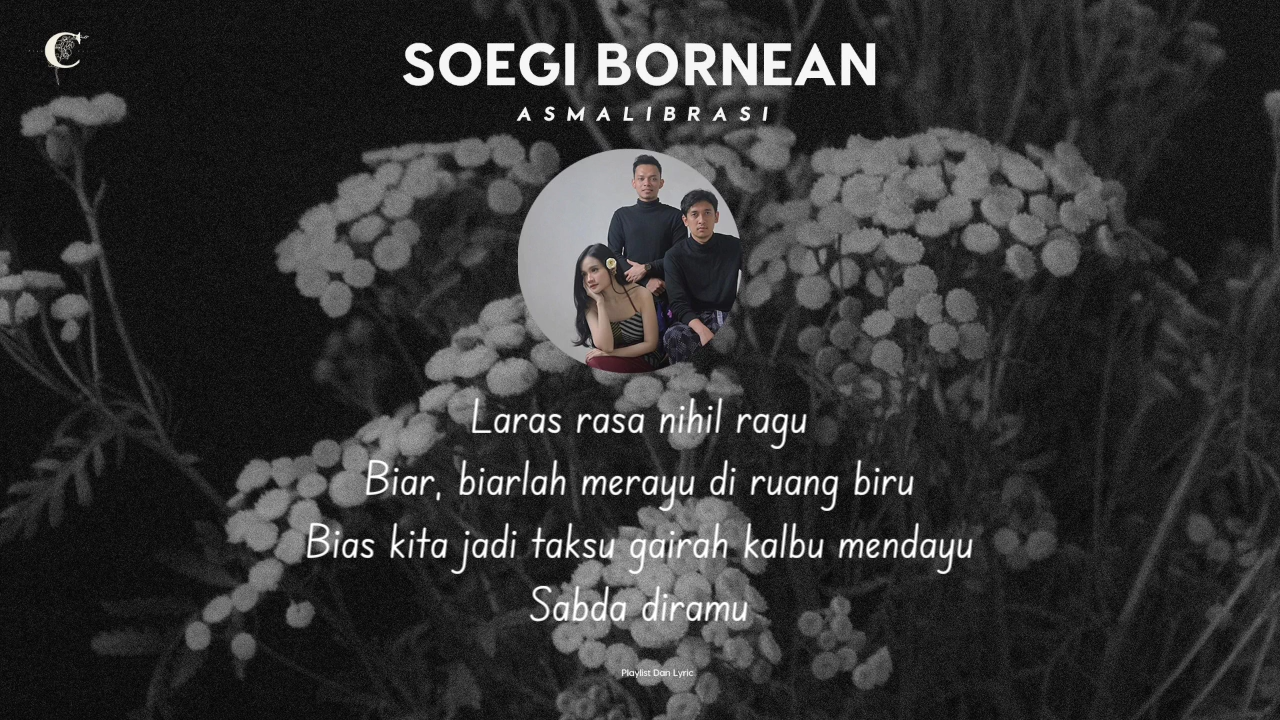 C
SOEGI BORNEAN
ASMALIBRASI
Laras rasa nihil ragu
Biar, biarlah merayu di ruang biru
Bias kita jadi taksu gairah kalbu mendayu
Sabda diramu
Playlist Dan Lyric